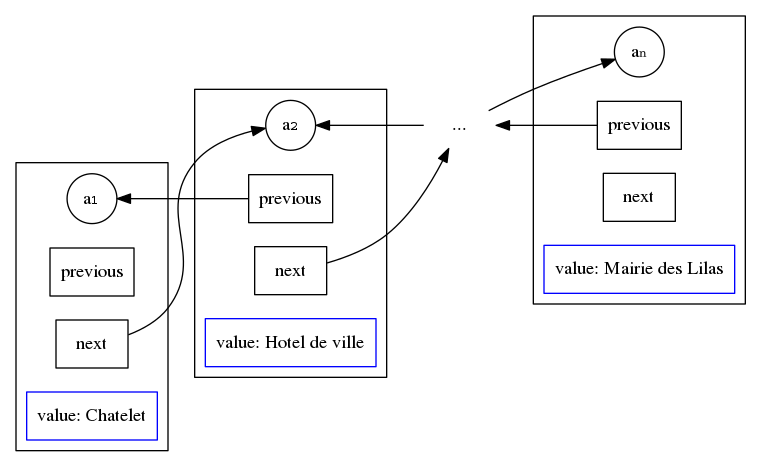 a₁
previous
next
value: Chatelet
a₂
previous
next
value: Hotel de ville
...
aₙ
previous
next
value: Mairie des Lilas